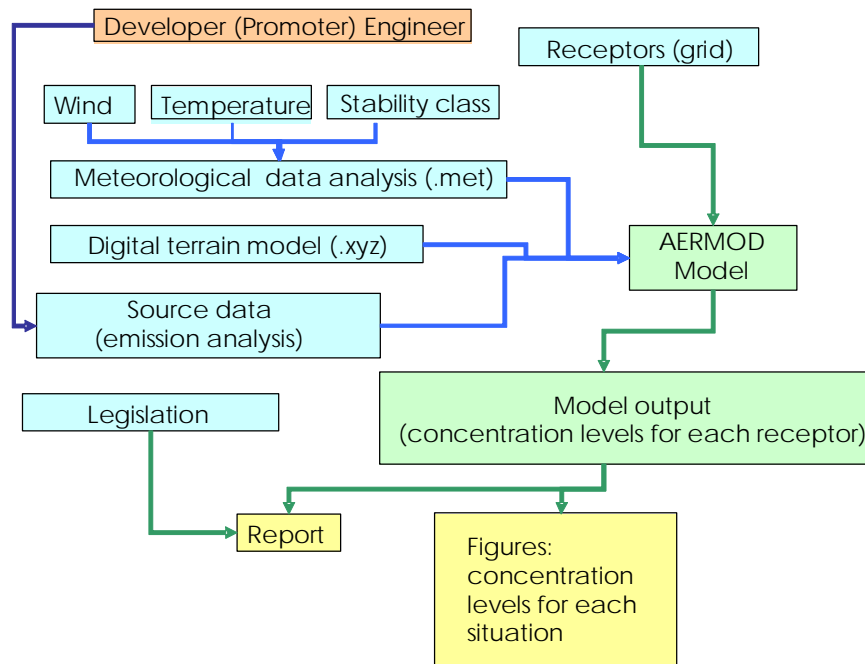 Developer (Promoter) Engineer
Receptors (grid)
Wind
Temperature
Stability class
Meteorological data analysis (.met)
Digital terrain model (.xyz)
AERMOD
Model
Source data
(emission analysis)
Legislation
Model output
(concentration levels for each receptor)
Report
Figures:
concentration
levels for each
situation